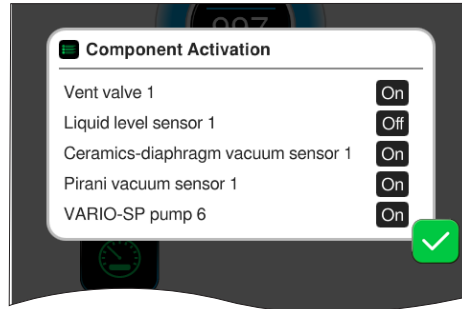 Component Activation
Vent valve 1 On
Liquid level sensor 1 Off
Ceramics-diaphragm vacuum sensor 1 On
Pirani vacuum sensor 1 On
VARIO-SP pump 6 On